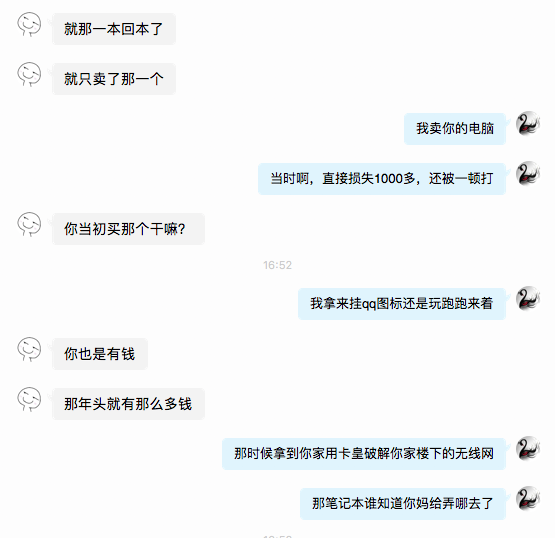 就那一本回本了
就只卖了那一个
我卖你的电脑
当时啊，直接损失1000多，还被一顿打
你当初买那个干嘛？
16:52
我拿来挂qq图标还是玩跑跑来着
你也是有钱
那年头就有那么多钱
那时候拿到你家用卡皇破解你家楼下的无线网
那笔记本谁知道你妈给弄哪去了